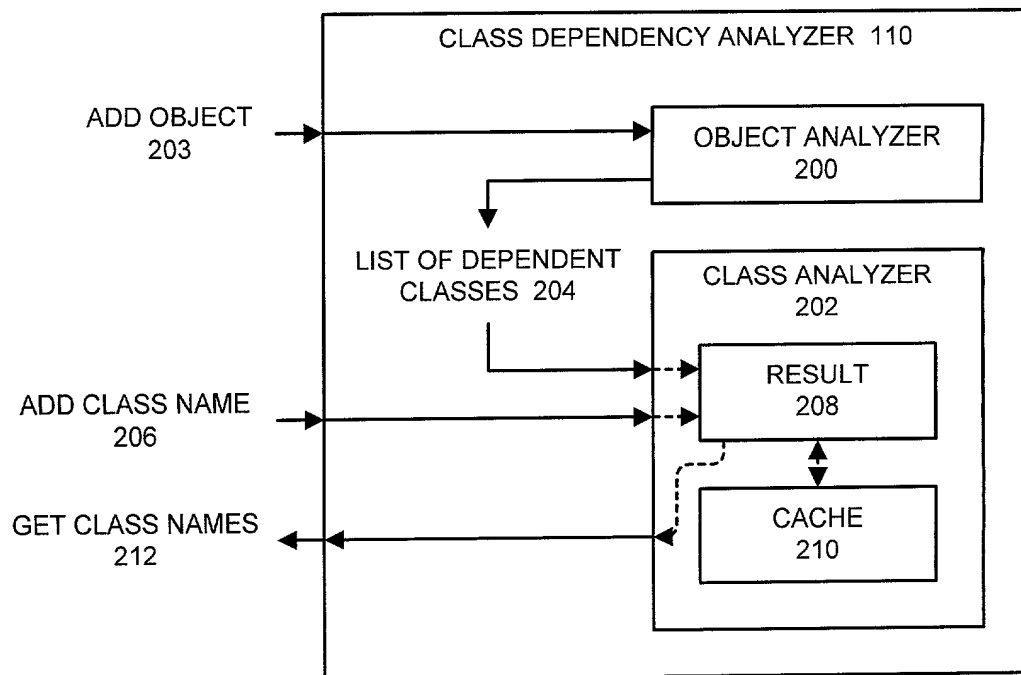 CLASS DEPENDENCY ANALYZER 110
ADD OBJECT
203
OBJECT ANALYZER
200
LIST OF DEPENDENT
CLASSES 204
CLASS ANALYZER
202
RESULT
208
ADD CLASS NAME
206
CACHE
210
GET CLASS NAMES
212